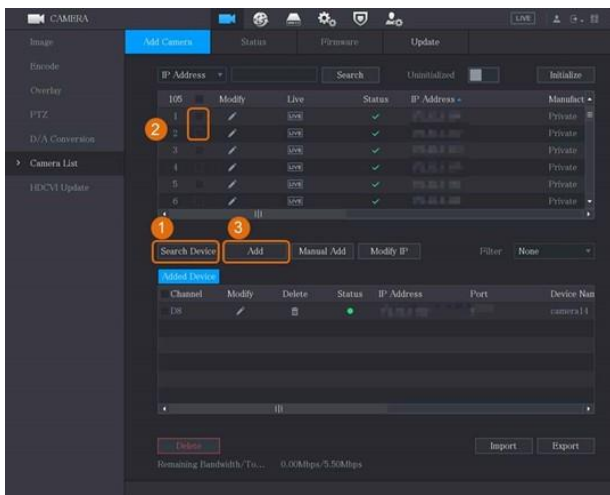 CAMERA LIVE
Image Add Camera Status Firmware Update
Encode
IP Address Search Uninitialized Initialize
Overlay
105 Modify Live Status IP Address Manufact
PTZ
1 LIVE Private
2 2 LIVE Private
D/A Conversion
3 LIVE Private
Camera List
4 LIVE Private
HDCVI Update
5 LIVE Private
6 LIVE Private
1 3
Search Device Add Manual Add Modify IP Filter None
Added Device
Channel Modify Delete Status IP Address Port Device Nam
D8 camera14
Delete Import Export
Remaining Bandwidth/To... 0.00Mbps/5.50Mbps